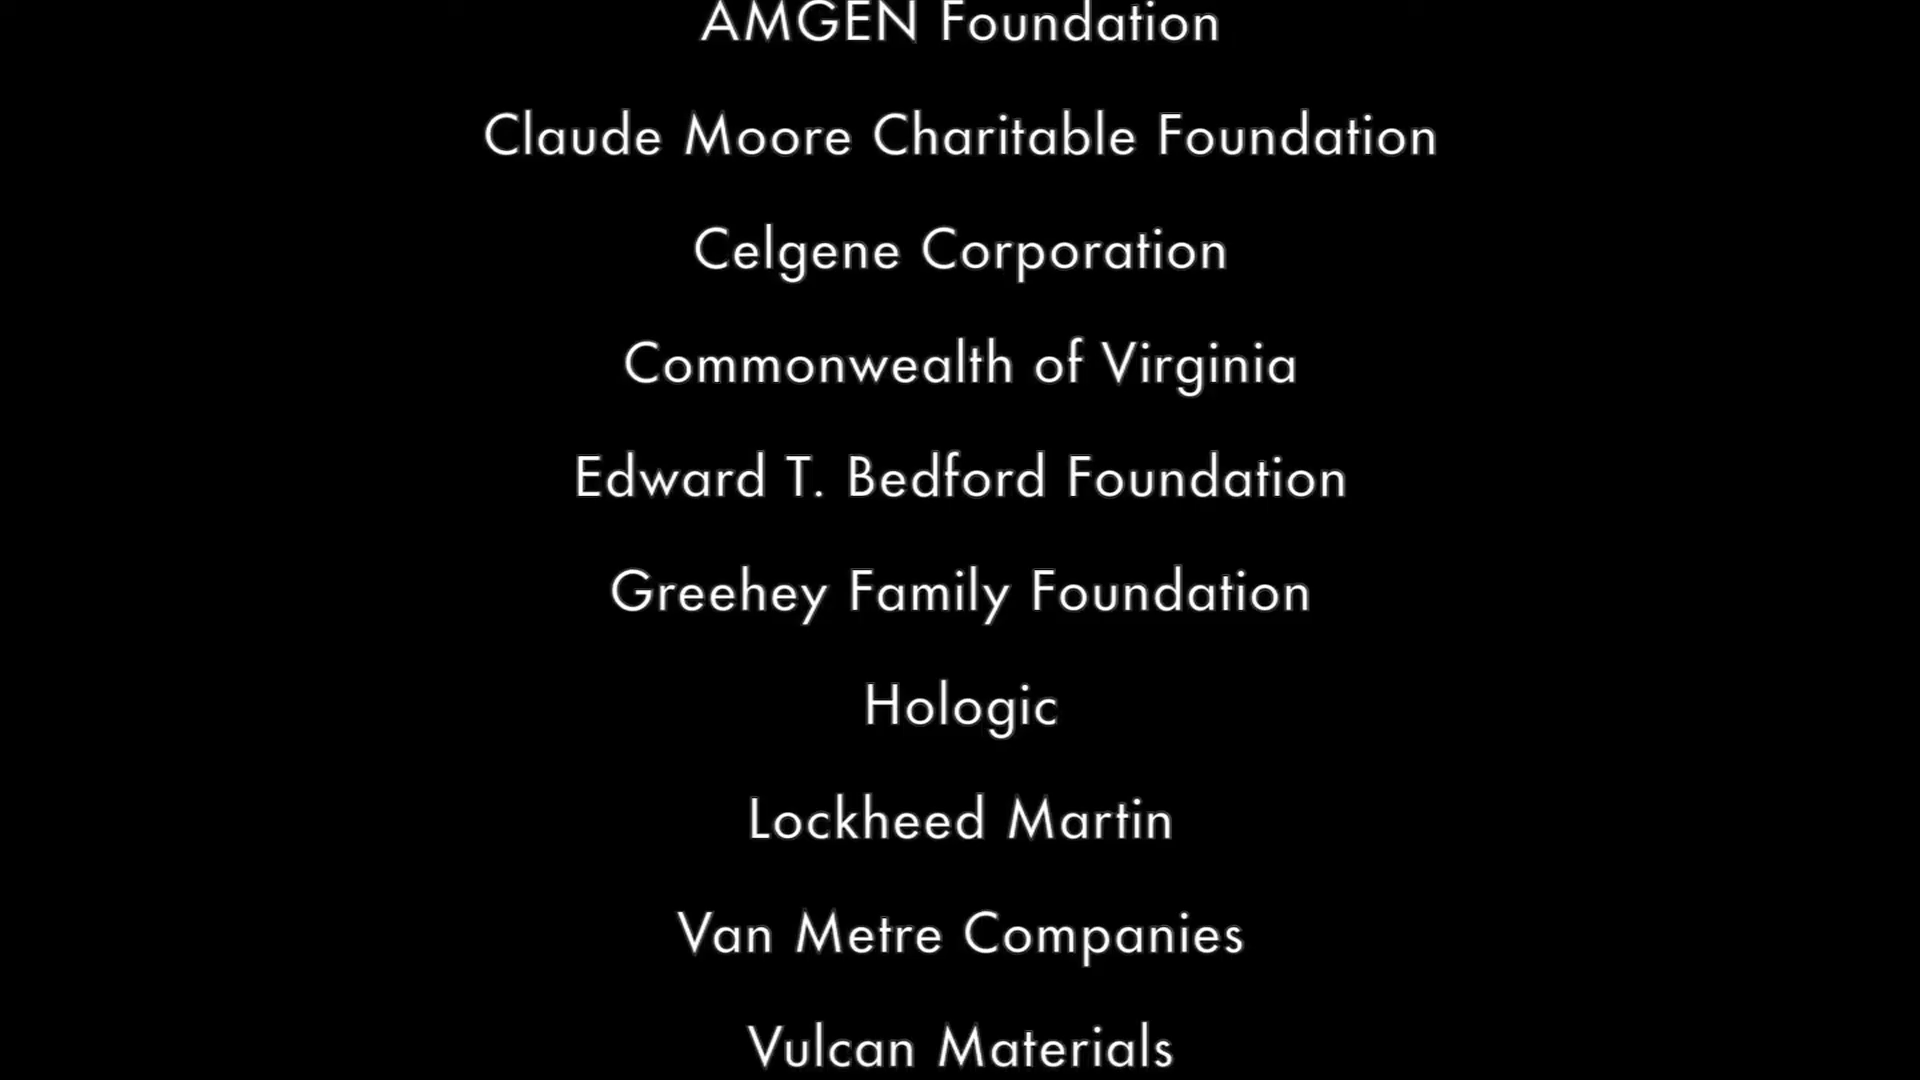 AMGEN Foundation
Claude Moore Charitable Foundation
Celgene Corporation
Commonwealth of Virginia
Edward T. Bedford Foundation
Greehey Family Foundation
Hologic
Lockheed Martin
Van Metre Companies
Vulcan Materials